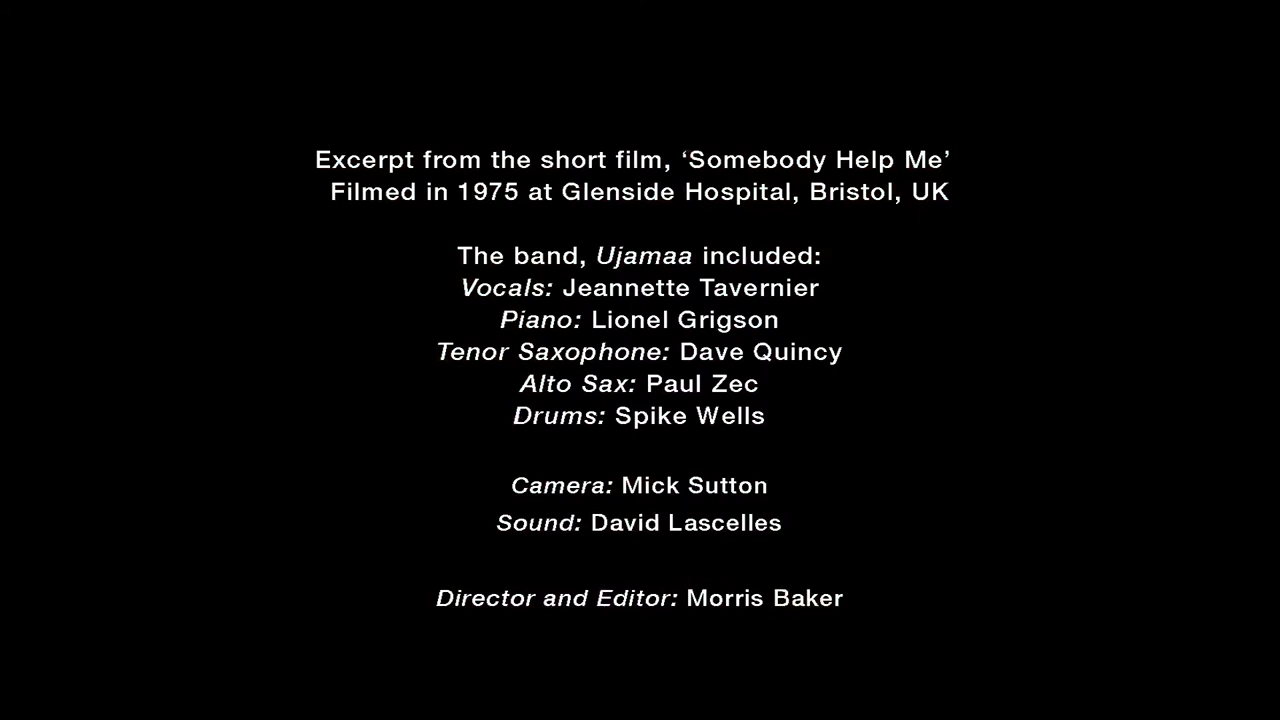 Excerpt from the short film, ‘Somebody Help Me’
Filmed in 1975 at Glenside Hospital, Bristol, UK
The band, Ujamaa included:
Vocals: Jeannette Tavernier
Piano: Lionel Grigson
Tenor Saxophone: Dave Quincy
Alto Sax: Paul Zec
Drums: Spike Wells
Camera: Mick Sutton
Sound: David Lascelles
Director and Editor: Morris Baker